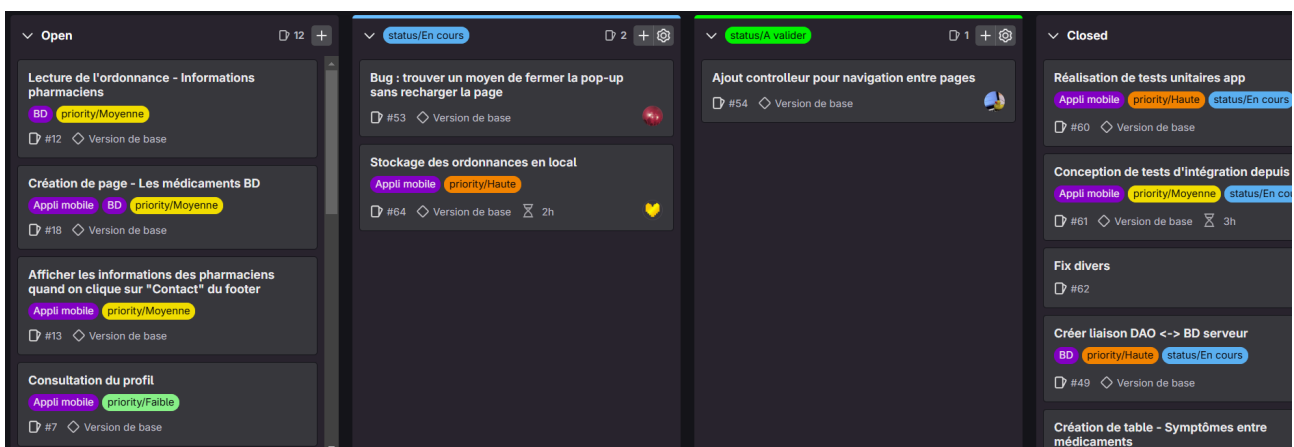 Open 12
Lecture de l'ordonnance - Informations
pharmaciens
BD priority/Moyenne
#12 Version de base
Création de page - Les médicaments BD
Appli mobile BD priority/Moyenne
#18 Version de base
Afficher les informations des pharmaciens
quand on clique sur "Contact" du footer
Appli mobile priority/Moyenne
#13 Version de base
Consultation du profil
Appli mobile priority/Faible
#7 Version de base
status/En cours 2
Bug : trouver un moyen de fermer la pop-up
sans recharger la page
#53 Version de base
Stockage des ordonnances en local
Appli mobile priority/Haute
#64 Version de base 2h
status/A valider 1
Ajout controlleur pour navigation entre pages
#54 Version de base
Closed
Réalisation de tests unitaires app
Appli mobile priority/Haute status/En cours
#60 Version de base
Conception de tests d'intégration depuis
Appli mobile priority/Moyenne status/En cou
#61 Version de base 3h
Fix divers
#62
Créer liaison DAO <-> BD serveur
BD priority/Haute status/En cours
#49 Version de base
Création de table - Symptômes entre
médicaments